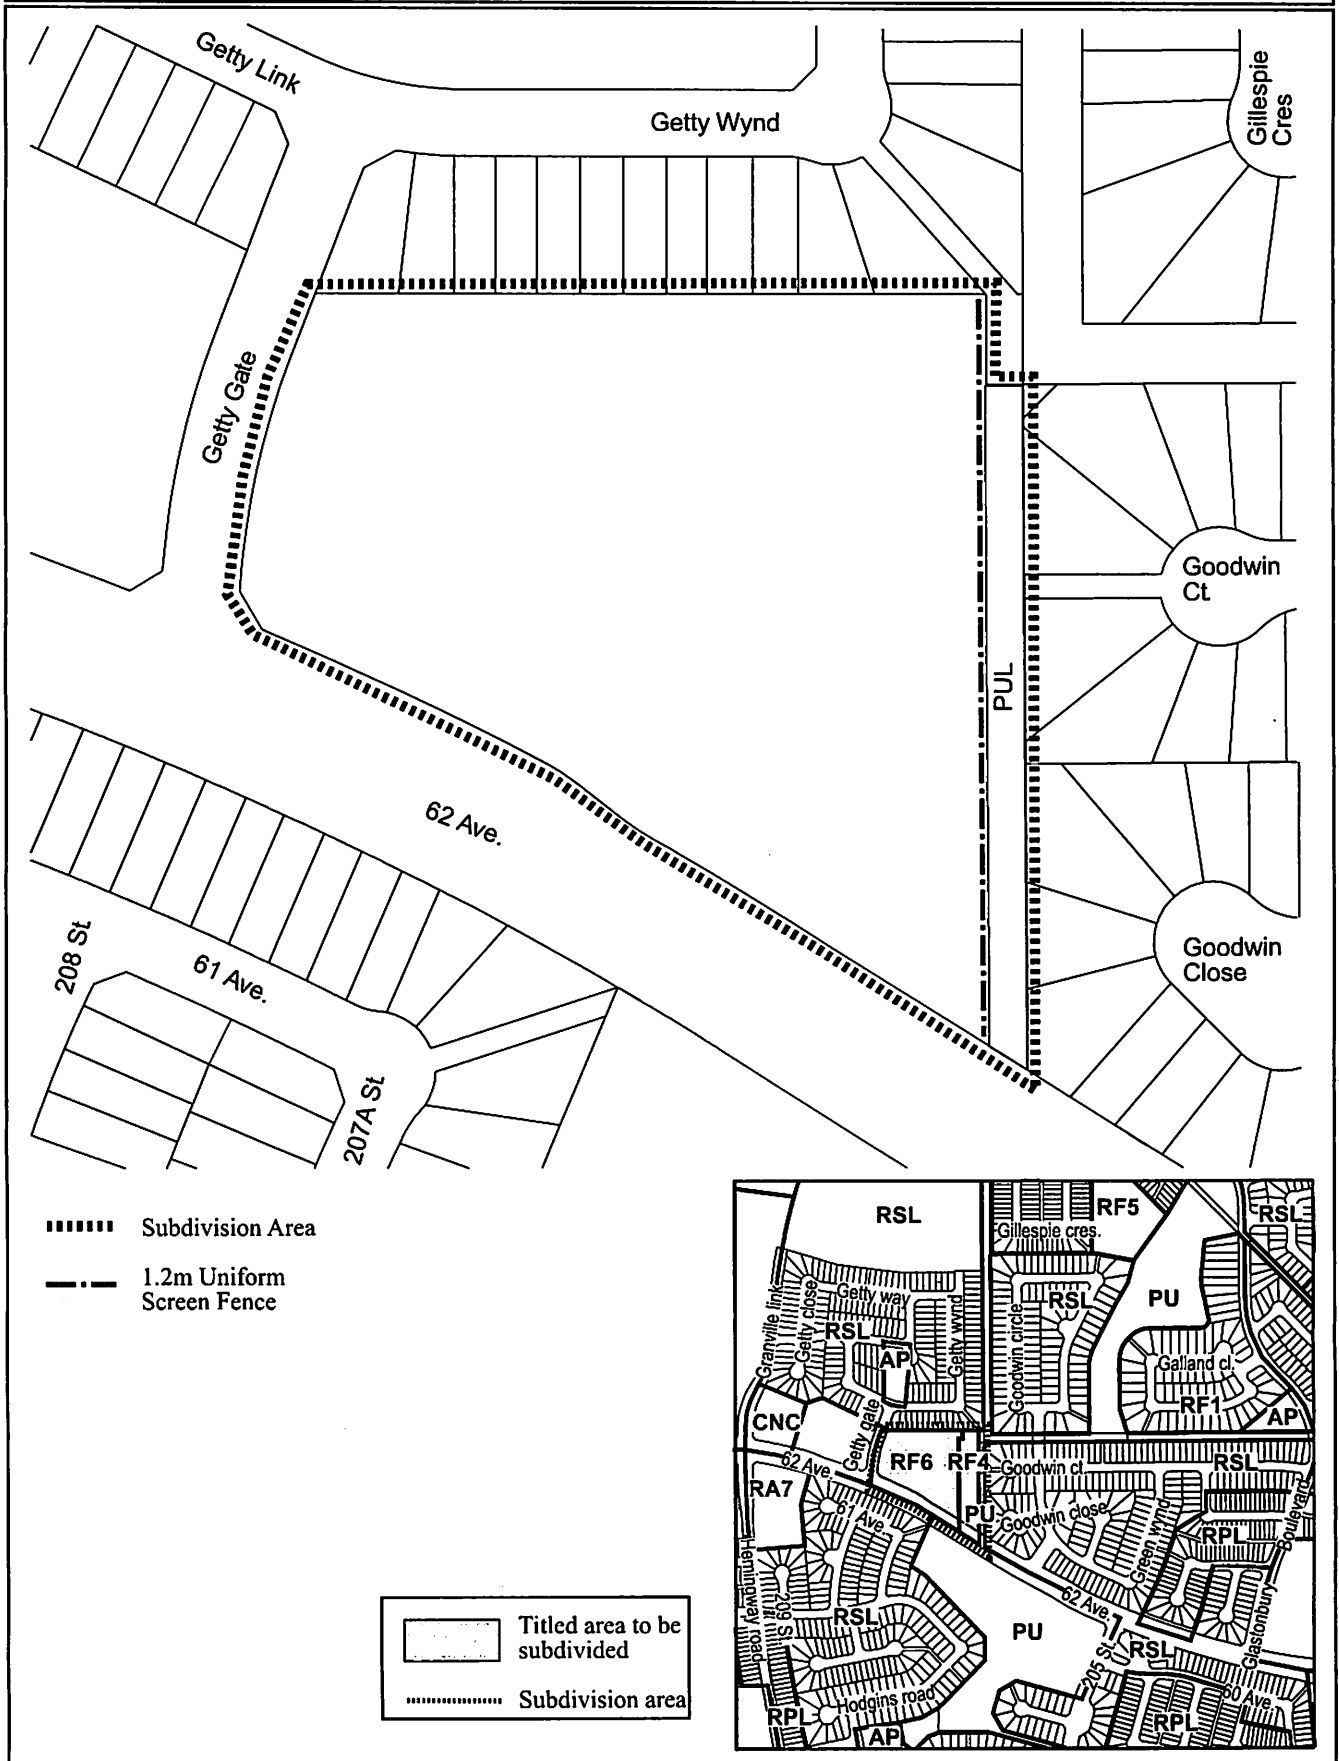 Getty Link
Getty Wynd
Gillespie
Cres
Getty Gate
Goodwin
Ct.
PUL
62 Ave.
208 St
61 Ave.
Goodwin
Close
207A St
Subdivision Area
1.2m Uniform
Screen Fence
RSL
RF5
RSL
Gillespie cres.
Granville link
Getty close
Getty way
RSL
AP
Getty wynd
Goodwin circle
RSL
PU
Galland cl.
RF1
AP
CNC
Getty gate
62 Ave.
RF6
RF4
Goodwin ct.
RSL
RA7
61 Ave.
PU
Goodwin close
Green wynd
RPL
Boulevard
Hemingway road
209 St
RSL
PU
62 Ave.
205 St.
RSL
Glastonbury
RPL
Hodgins road
AP
60 Ave.
RPL
Titled area to be
subdivided
Subdivision area